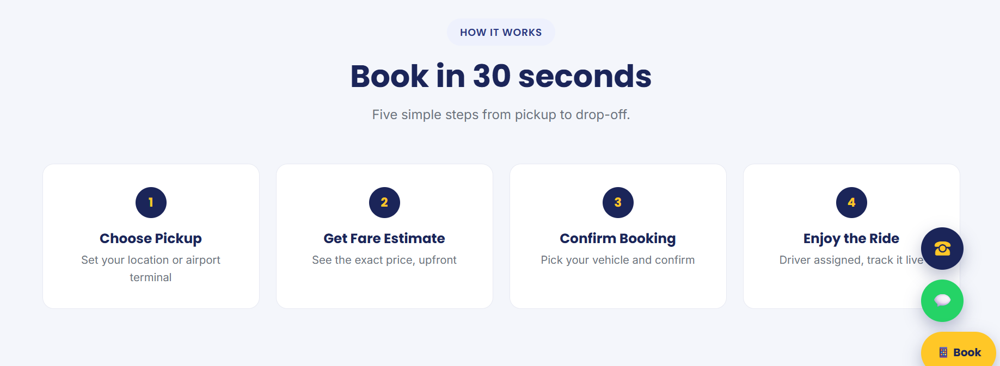 HOW IT WORKS
Book in 30 seconds
Five simple steps from pickup to drop-off.
1
Choose Pickup
Set your location or airport
terminal
2
Get Fare Estimate
See the exact price, upfront
3
Confirm Booking
Pick your vehicle and confirm
4
Enjoy the Ride
Driver assigned, track it live
Book